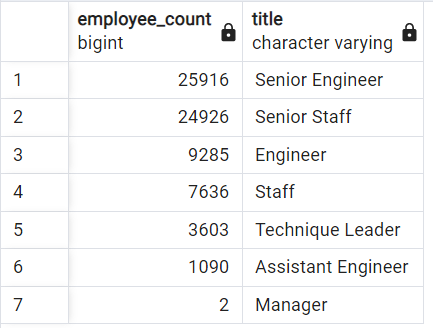 employee_count title
bigint character varying
1 25916 Senior Engineer
2 24926 Senior Staff
3 9285 Engineer
4 7636 Staff
5 3603 Technique Leader
6 1090 Assistant Engineer
7 2 Manager